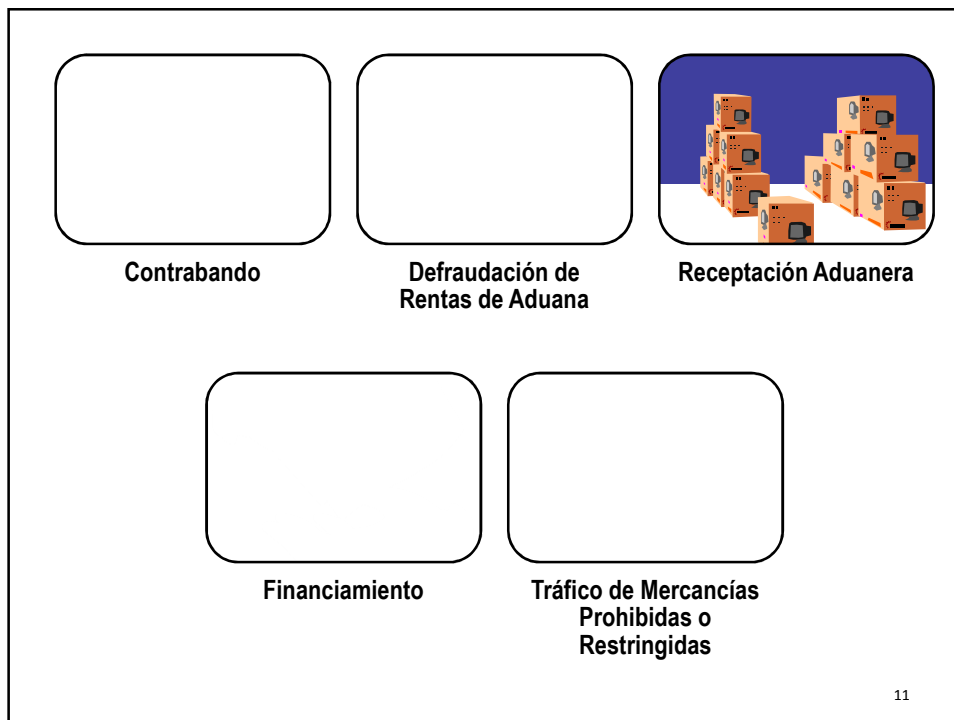 Contrabando
Defraudación de
Rentas de Aduana
Receptación Aduanera
Financiamiento
Tráfico de Mercancías
Prohibidas o
Restringidas
11